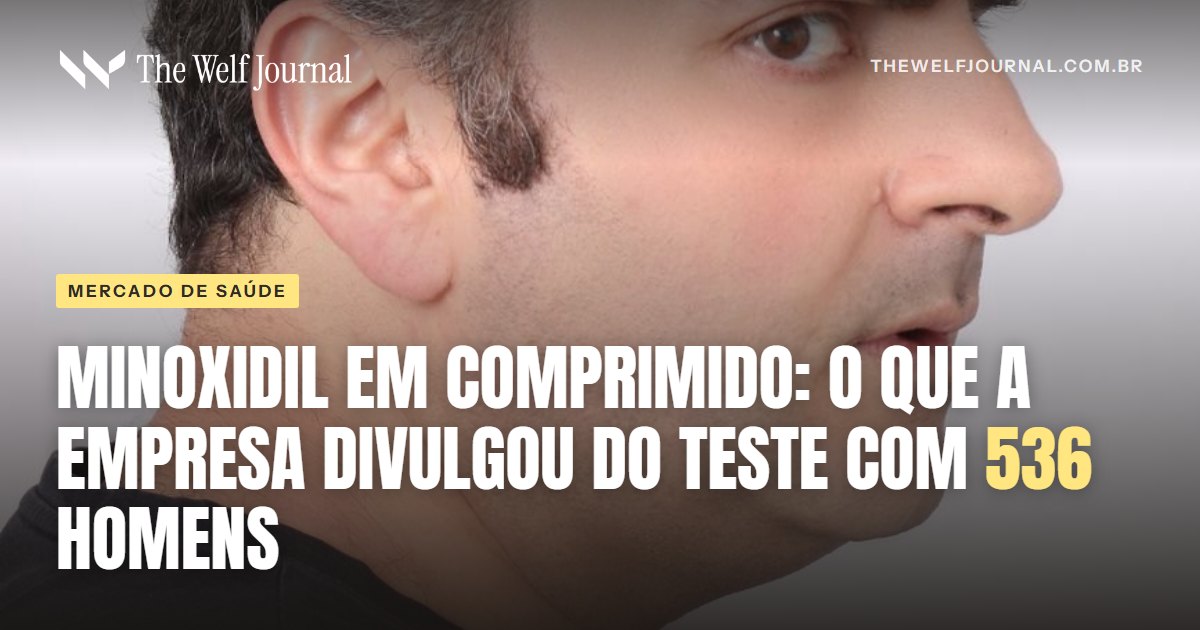 The Welf Journal
THEWELFJOURNAL.COM.BR
MERCADO DE SAÚDE
MINOXIDIL EM COMPRIMIDO: O QUE A
EMPRESA DIVULGOU DO TESTE COM 536
HOMENS